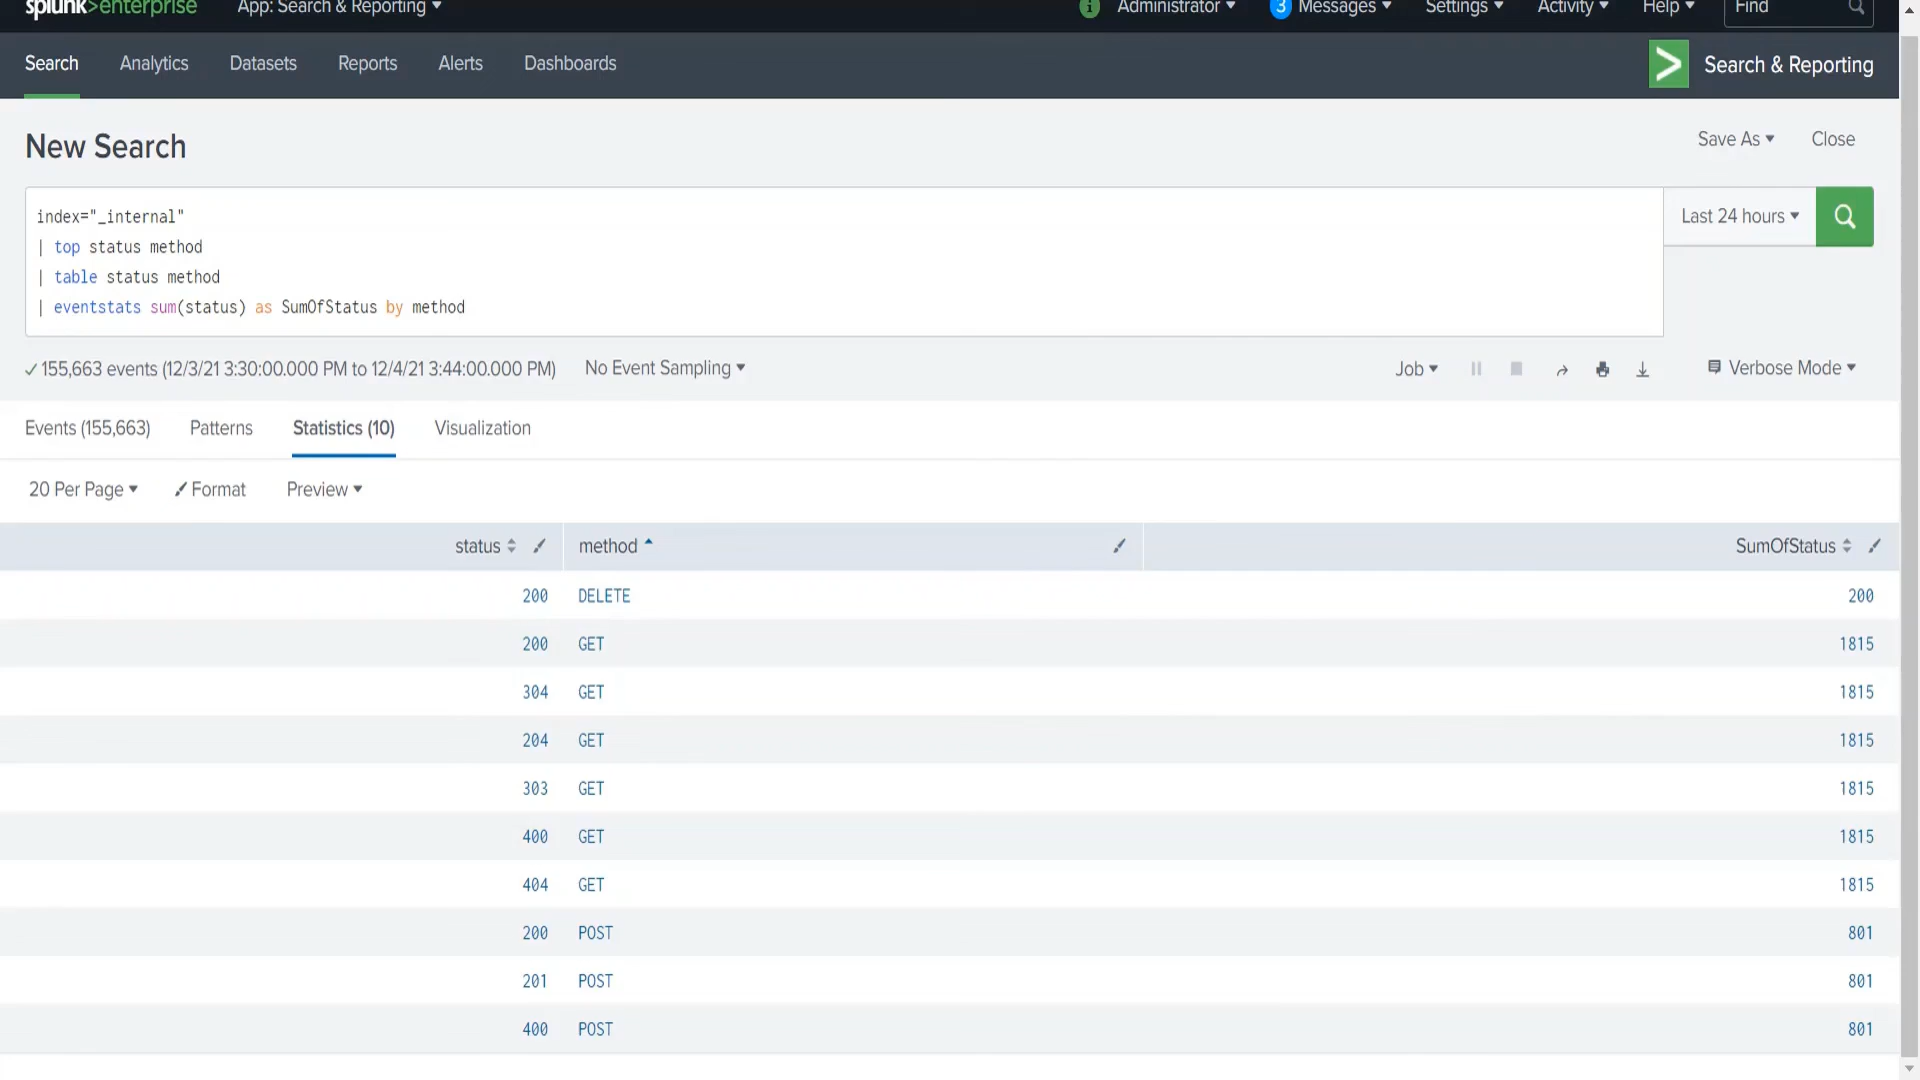 splunk>enterprise App: Search & Reporting ▾ i Administrator ▾ 3 Messages ▾ Settings ▾ Activity ▾ Help ▾ Find
Search Analytics Datasets Reports Alerts Dashboards > Search & Reporting
New Search Save As ▾ Close
index="_internal" Last 24 hours ▾
| top status method
| table status method
| eventstats sum(status) as SumOfStatus by method
✓ 155,663 events (12/3/21 3:30:00.000 PM to 12/4/21 3:44:00.000 PM) No Event Sampling ▾ Job ▾ Verbose Mode ▾
Events (155,663) Patterns Statistics (10) Visualization
20 Per Page ▾ Format Preview ▾
status method SumOfStatus
200 DELETE 200
200 GET 1815
304 GET 1815
204 GET 1815
303 GET 1815
400 GET 1815
404 GET 1815
200 POST 801
201 POST 801
400 POST 801